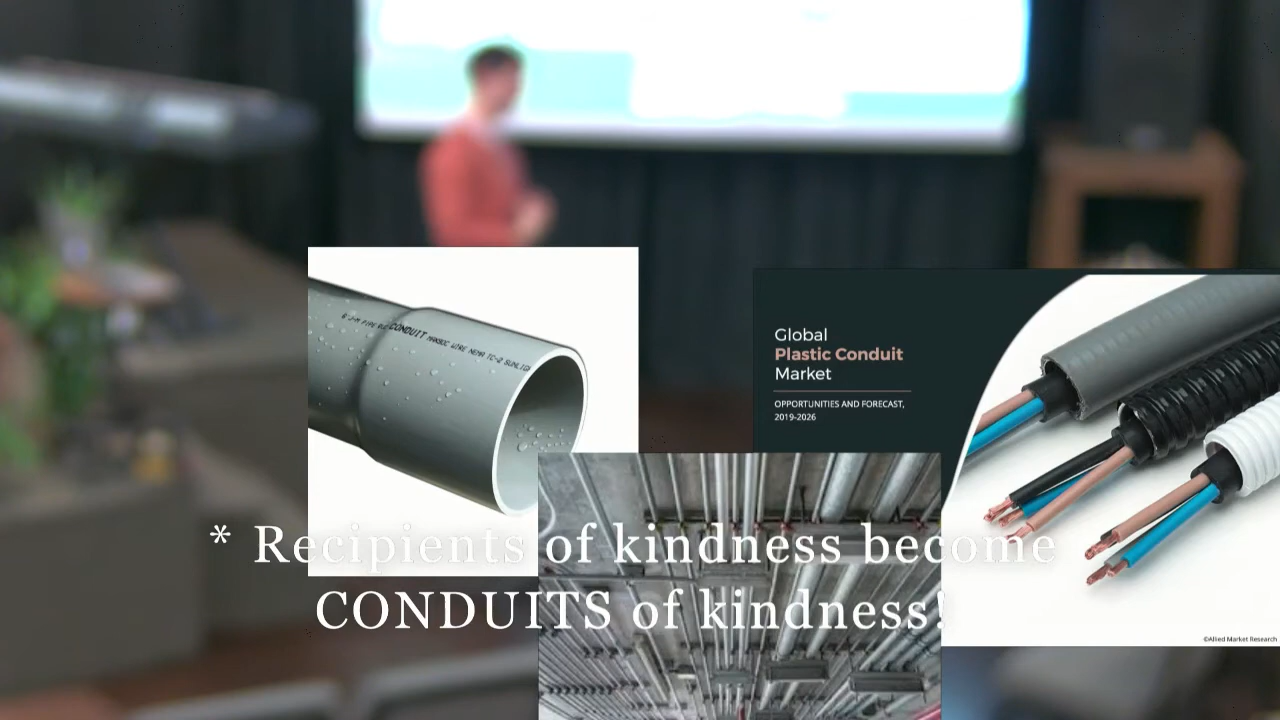 CONDUIT
Global
Plastic Conduit
Market
OPPORTUNITIES AND FORECAST,
2019-2026
* Recipients of kindness become
CONDUITS of kindness!
©Allied Market Research